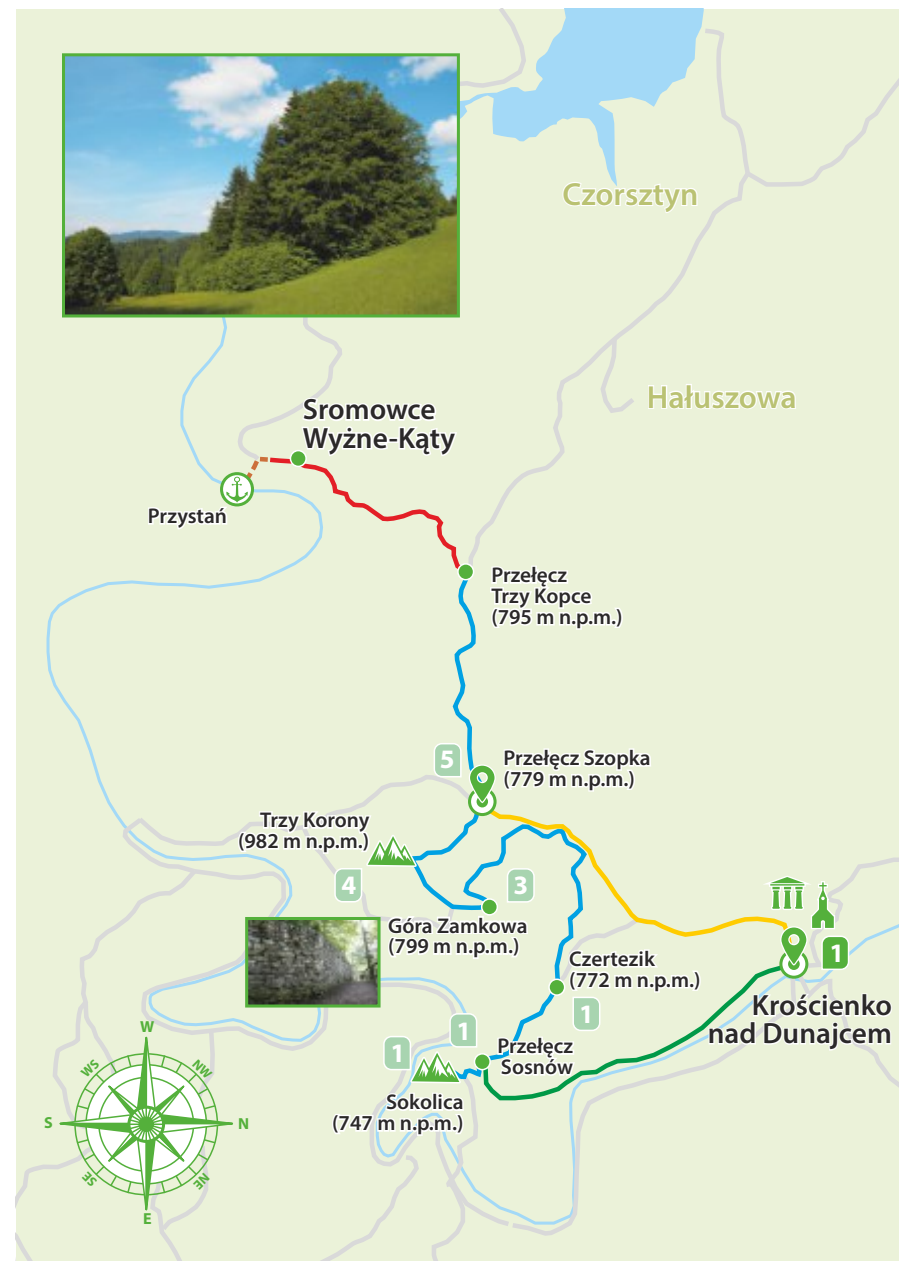 Czorsztyn
Hałuszowa
Sromowce
Wyżne-Kąty
Przystań
Przełęcz
Trzy Kopce
(795 m n.p.m.)
5
Przełęcz Szopka
(779 m n.p.m.)
Trzy Korony
(982 m n.p.m.)
4
3
Góra Zamkowa
(799 m n.p.m.)
1
Czertezik
(772 m n.p.m.)
1
Krościenko
nad Dunajcem
1
1
Przełęcz
Sosnów
Sokolica
(747 m n.p.m.)
W
WS
NW
S
N
SE
NE
E